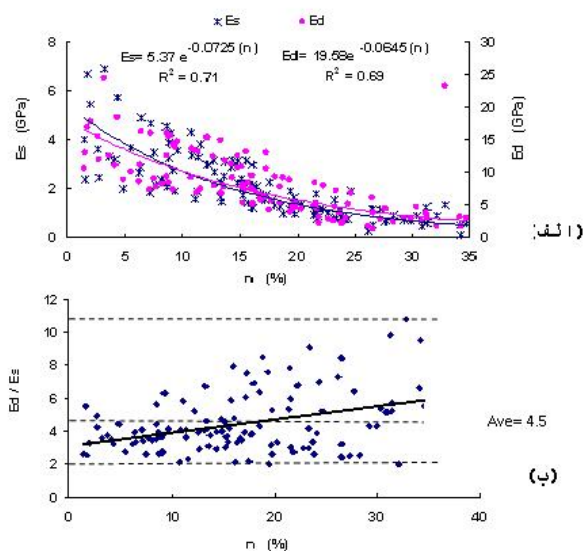 Es Ed
Es= 5.37 e^-0.0725 (n) Ed= 19.58e^-0.0645 (n)
R² = 0.71 R² = 0.69
Es (GPa)
8
6
4
2
0
Ed (GPa)
30
25
20
15
10
5
0
0 5 10 15 20 25 30 35
n (%)
(الف)
Ed / Es
12
10
8
6
4
2
0
Ave= 4.5
0 10 20 30 40
n (%)
(ب)